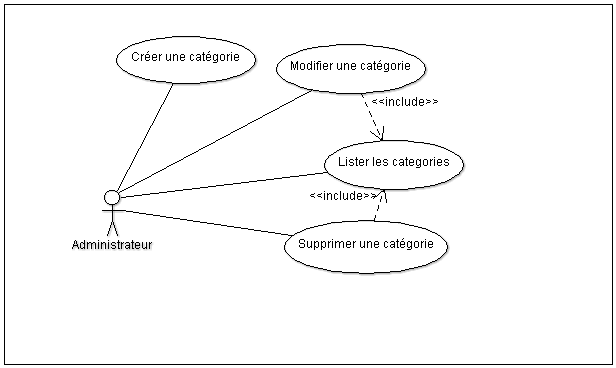 Créer une catégorie
Modifier une catégorie
<<include>>
Lister les categories
<<include>>
Supprimer une catégorie
Administrateur